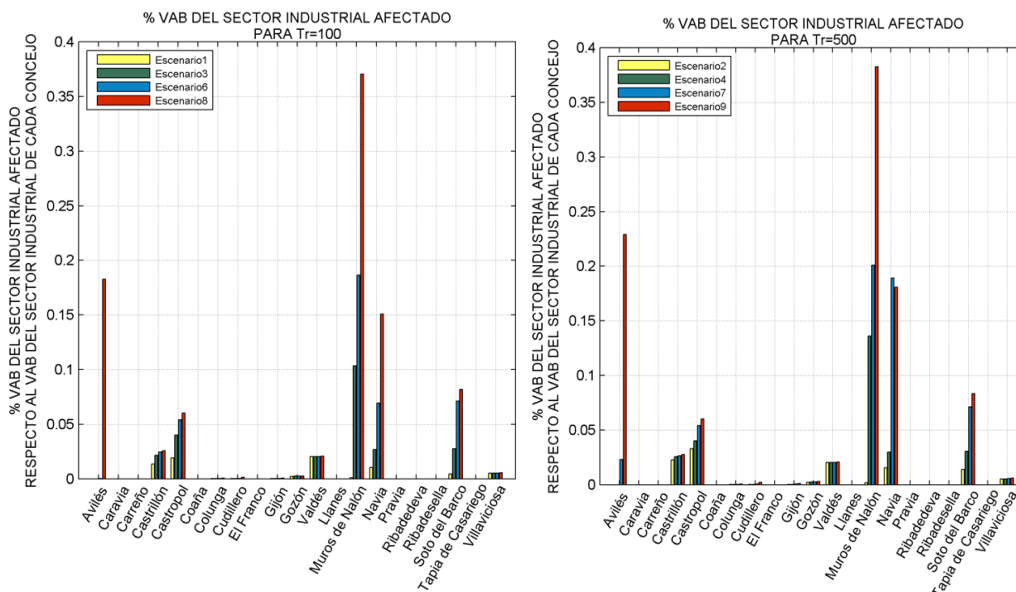 % VAB DEL SECTOR INDUSTRIAL AFECTADO
PARA Tr=100
% VAB DEL SECTOR INDUSTRIAL AFECTADO
RESPECTO AL VAB DEL SECTOR INDUSTRIAL DE CADA CONCEJO
0.4
0.35
0.3
0.25
0.2
0.15
0.1
0.05
0
Escenario1
Escenario3
Escenario6
Escenario8
Avilés
Caravia
Carreño
Castrillón
Castropol
Coaña
Colunga
Cudillero
El Franco
Gijón
Gozón
Valdés
Llanes
Muros de Nalón
Navia
Pravia
Ribadedeva
Ribadesella
Soto del Barco
Tapia de Casariego
Villaviciosa
% VAB DEL SECTOR INDUSTRIAL AFECTADO
PARA Tr=500
% VAB DEL SECTOR INDUSTRIAL AFECTADO
RESPECTO AL VAB DEL SECTOR INDUSTRIAL DE CADA CONCEJO
0.4
0.35
0.3
0.25
0.2
0.15
0.1
0.05
0
Escenario2
Escenario4
Escenario7
Escenario9
Avilés
Caravia
Carreño
Castrillón
Castropol
Coaña
Colunga
Cudillero
El Franco
Gijón
Gozón
Valdés
Llanes
Muros de Nalón
Navia
Pravia
Ribadedeva
Ribadesella
Soto del Barco
Tapia de Casariego
Villaviciosa